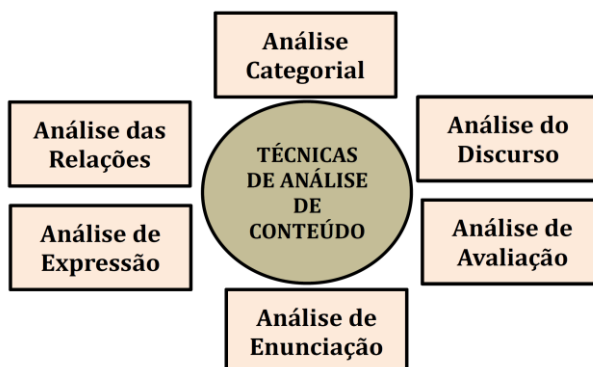 Análise
Categorial
Análise das
Relações
Análise do
Discurso
TÉCNICAS
DE ANÁLISE
DE
CONTEÚDO
Análise de
Expressão
Análise de
Avaliação
Análise de
Enunciação